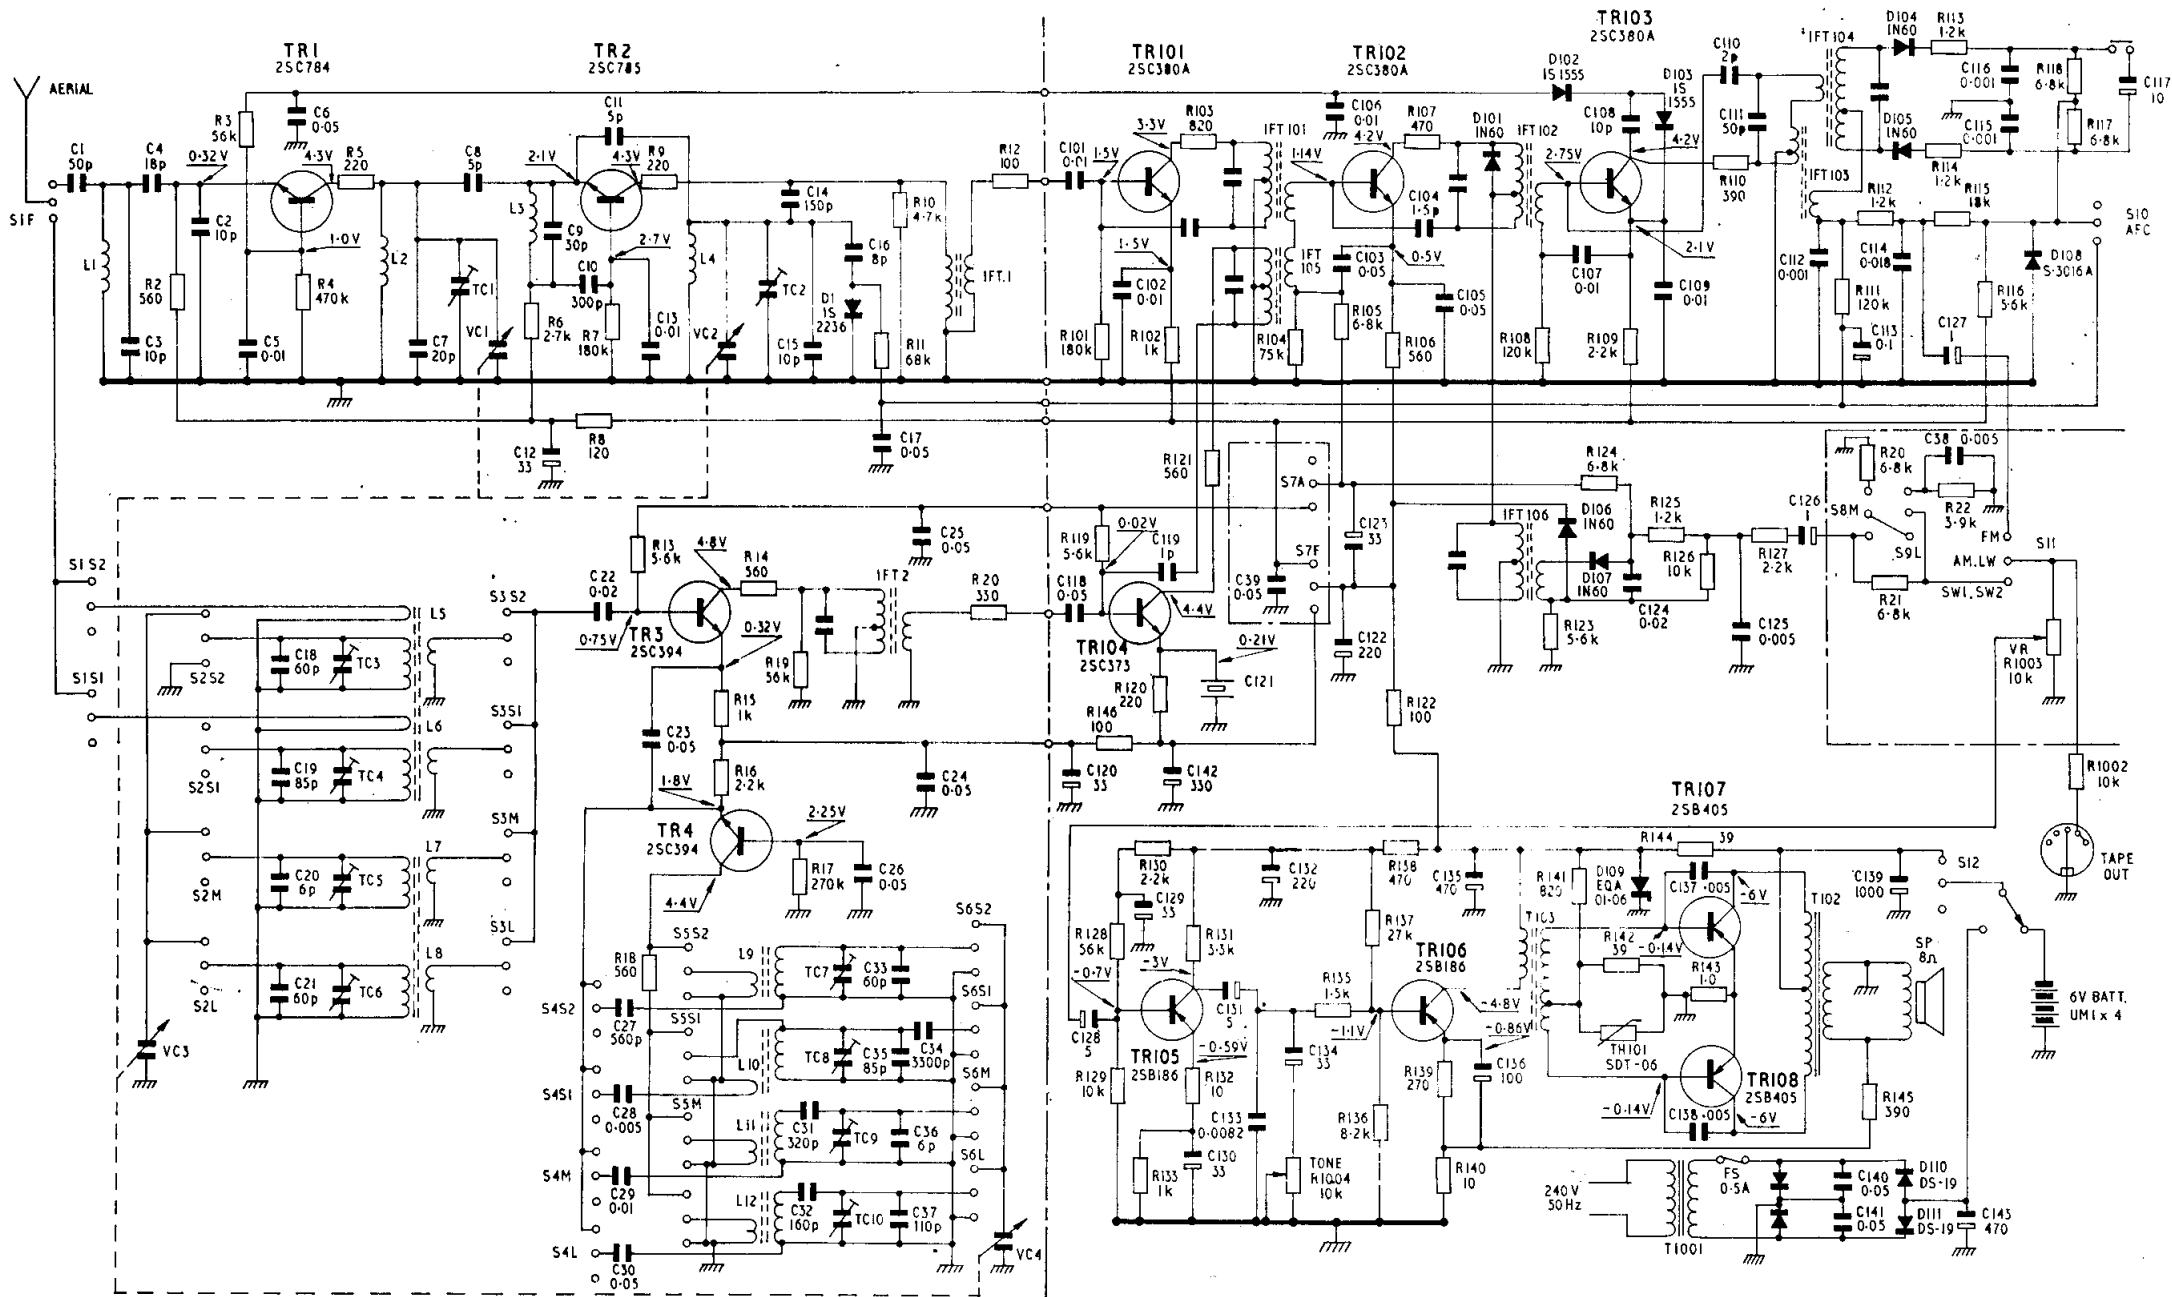 TR1
2SC784
TR2
2SC785
TR101
2SC380A
TR102
2SC380A
TR103
2SC380A
AERIAL
S1F
C1
50p
C4
18p
0·32V
R3
56k
C6
0·05
4·3V
R5
220
C8
5p
2·1V
C11
5p
4·3V
R9
220
L1
C3
10p
R2
560
C2
10p
1·0V
R4
470k
C5
0·01
L2
C7
20p
TC1
VC1
L3
C9
30p
C10
300p
R6
2·7k
R7
180k
2·7V
C13
0·01
L4
VC2
TC2
C14
150p
C15
10p
C16
8p
D1
1S
2236
R11
68k
R10
4·7k
IFT.1
R12
100
C12
33
R8
120
C17
0·05
C101
0·01
1·5V
3·3V
R103
820
IFT101
1·5V
C102
0·01
R101
180k
R102
1k
IFT
105
R104
75k
1·14V
C106
0·01
4·2V
R107
470
D101
1N60
C104
1·5p
C103
0·05
0·5V
R105
6·8k
R106
560
C105
0·05
IFT102
D102
1S1555
2·75V
C108
10p
D103
1S
1555
4·2V
2·1V
C107
0·01
R108
120k
R109
2·2k
C109
0·01
C110
2p
C111
50p
R110
390
IFT104
IFT103
D104
1N60
R113
1·2k
C116
0·001
R118
6·8k
C117
10
D105
1N60
C115
0·001
R117
6·8k
R114
1·2k
R112
1·2k
R115
18k
C112
0·001
R111
120k
C114
0·018
C113
0·1
C127
1
R116
5·6k
D108
S-3016A
S10
AFC
S1S2
S1S1
S2S2
S2S1
S2M
S2L
VC3
C18
60p
TC3
L5
C19
85p
TC4
L6
C20
6p
TC5
L7
C21
60p
TC6
L8
S3S2
S3S1
S3M
S3L
C22
0·02
0·75V
R13
5·6k
4·8V
R14
560
TR3
2SC394
0·32V
R19
56k
IFT2
C25
0·05
R20
330
R15
1k
C23
0·05
R16
2·2k
1·8V
C24
0·05
TR4
2SC394
2·25V
4·4V
R17
270k
C26
0·05
R18
560
S4S2
S4S1
S4M
S4L
C27
560p
C28
0·005
C29
0·01
C30
0·05
S5S2
S5S1
S5M
L9
L10
L11
L12
TC7
C33
60p
TC8
C35
85p
C34
3300p
C31
320p
TC9
C36
6p
C32
160p
TC10
C37
110p
S6S2
S6S1
S6M
S6L
VC4
R121
560
R119
5·6k
0·02V
C119
1p
C118
0·05
TR104
2SC373
4·4V
0·21V
C121
R120
220
R146
100
C120
33
C142
330
S7A
S7F
C39
0·05
C123
33
C122
220
R122
100
IFT106
D106
1N60
D107
1N60
R124
6·8k
R125
1·2k
R126
10k
C124
0·02
R123
5·6k
R127
2·2k
C126
1
C125
0·005
R20
6·8k
C38 0·005
R22
3·9k
S8M
S9L
R21
6·8k
FM
AM.LW
SW1.SW2
S11
VR
R1003
10k
R1002
10k
TAPE
OUT
R130
2·2k
C129
33
R128
56k
-0·7V
R131
3·3k
-3V
C132
220
TR105
2SB186
C131
5
-0·59V
C128
5
R129
10k
R132
10
C133
0·0082
R133
1k
C130
33
C134
33
TONE
R1004
10k
R135
1·5k
-1·1V
R136
8·2k
R137
27k
R138
470
C135
470
TR106
2SB186
-4·8V
-0·86V
R139
270
C136
100
R140
10
T103
TR107
2SB405
R144
39
R141
820
D109
EQA
01-06
C137 ·005
-6V
-0·14V
R142
39
R143
1·0
TH101
SDT-06
TR108
2SB405
-0·14V
C138 ·005
-6V
T102
C139
1000
S12
SP
8Ω
6V BATT.
UM1 x 4
R145
390
240V
50Hz
T1001
FS
0·5A
C140
0·05
C141
0·05
D110
DS-19
D111
DS-19
C143
470